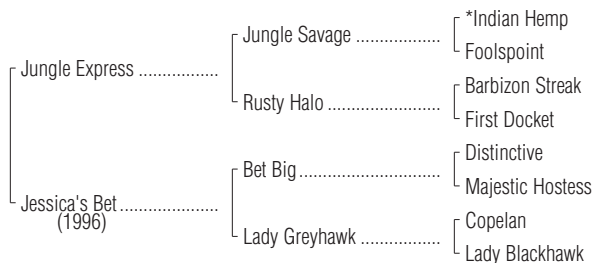 *Indian Hemp
Jungle Savage ..................
Foolspoint
Jungle Express .................
Barbizon Streak
Rusty Halo ........................
First Docket
Distinctive
Bet Big ..............................
Majestic Hostess
Jessica's Bet .....................
(1996)
Copelan
Lady Greyhawk .................
Lady Blackhawk